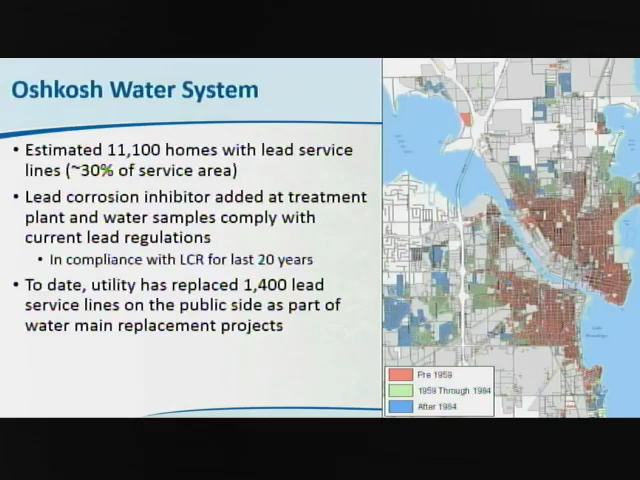 Oshkosh Water System
• Estimated 11,100 homes with lead service
lines (~30% of service area)
• Lead corrosion inhibitor added at treatment
plant and water samples comply with
current lead regulations
• In compliance with LCR for last 20 years
• To date, utility has replaced 1,400 lead
service lines on the public side as part of
water main replacement projects
Pre 1959
1959 Through 1984
After 1984